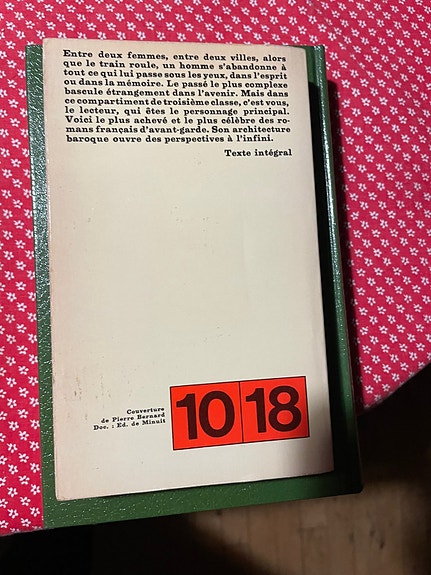 Entre deux femmes, entre deux villes, alors
que le train roule, un homme s'abandonne à
tout ce qui lui passe sous les yeux, dans l'esprit
ou dans la mémoire. Le passé le plus complexe
bascule étrangement dans l'avenir. Mais dans
ce compartiment de troisième classe, c'est vous,
le lecteur, qui êtes le personnage principal.
Voici le plus achevé et le plus célèbre des ro-
mans français d'avant-garde. Son architecture
baroque ouvre des perspectives à l'infini.
Texte intégral
Couverture
de Pierre Bernard
Doc. : Ed. de Minuit
10 18